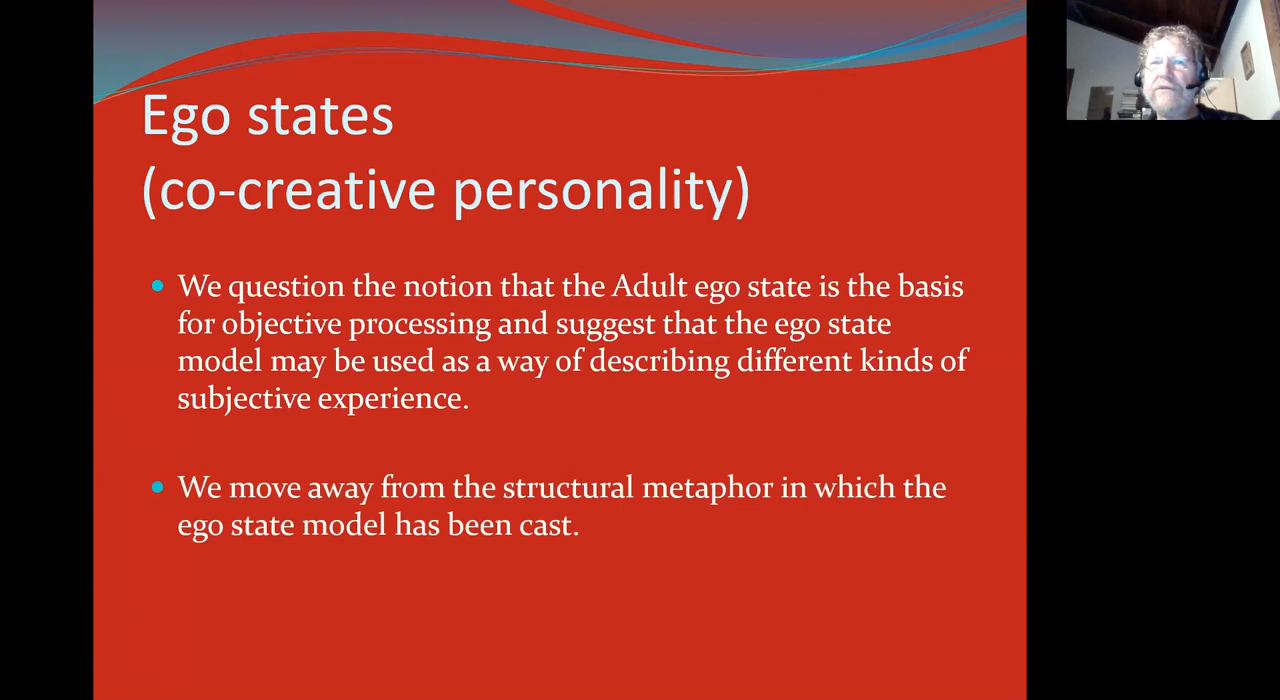 Ego states
(co-creative personality)
We question the notion that the Adult ego state is the basis
for objective processing and suggest that the ego state
model may be used as a way of describing different kinds of
subjective experience.
We move away from the structural metaphor in which the
ego state model has been cast.